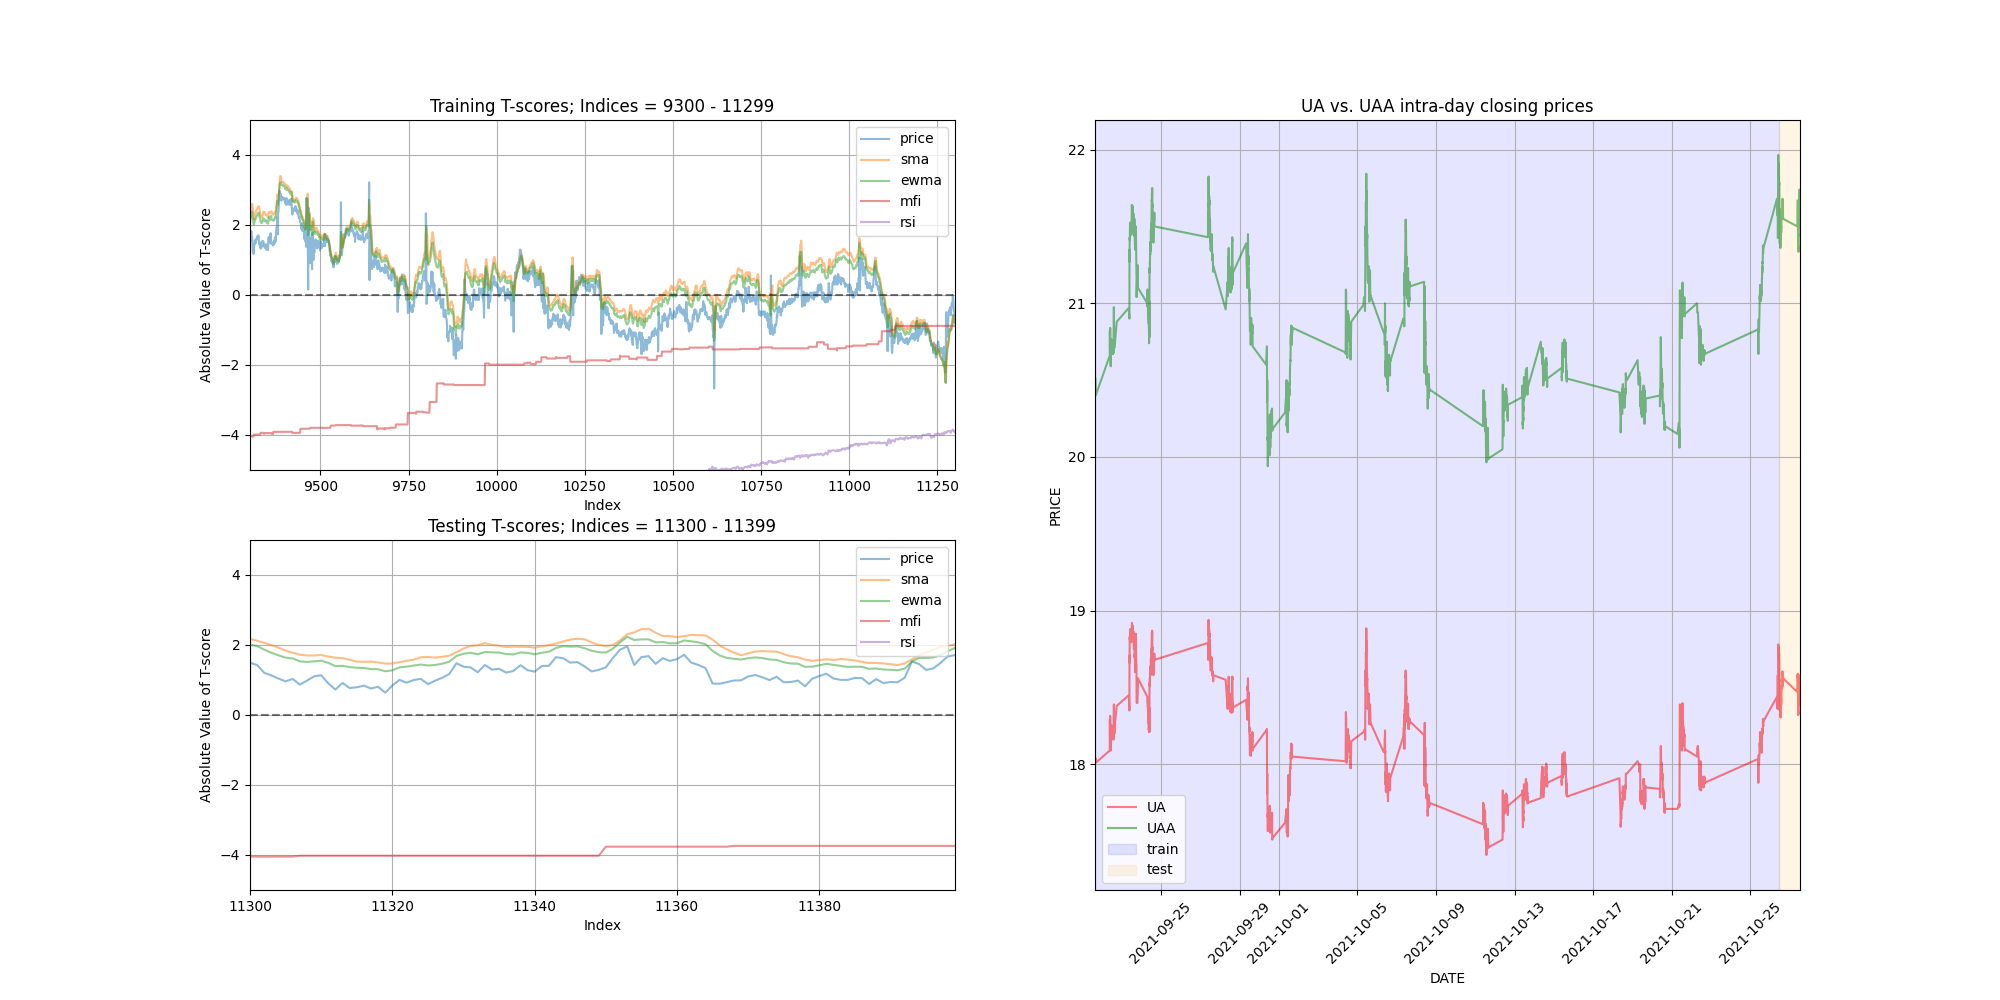 Training T-scores; Indices = 9300 - 11299
Absolute Value of T-score
4
2
0
−2
−4
price
sma
ewma
mfi
rsi
9500
9750
10000
10250
10500
10750
11000
11250
Index
Testing T-scores; Indices = 11300 - 11399
Absolute Value of T-score
4
2
0
−2
−4
price
sma
ewma
mfi
rsi
11300
11320
11340
11360
11380
Index
UA vs. UAA intra-day closing prices
PRICE
22
21
20
19
18
UA
UAA
train
test
2021-09-25
2021-09-29
2021-10-01
2021-10-05
2021-10-09
2021-10-13
2021-10-17
2021-10-21
2021-10-25
DATE